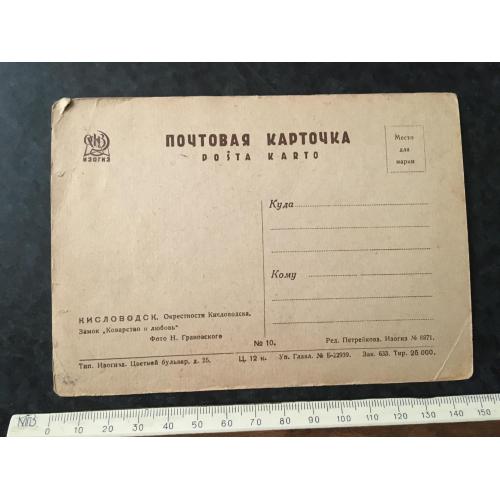 ИЗОГИЗ
ПОЧТОВАЯ КАРТОЧКА
POŜTA KARTO
Место
для
марки
Куда
Кому
КИСЛОВОДСК. Окрестности Кисловодска.
Замок „Коварство и любовь"
Фото Н. Грановского
№ 10.
Ред. Петрейкова. Изогиз № 6871.
Тип. Изогиза. Цветной бульвар, д. 25. Ц. 12 к. Уп. Главл. № Б-22939. Зак. 633. Тир. 25 000.
0 10 20 30 40 50 60 70 80 90 100 110 120 130 140 150